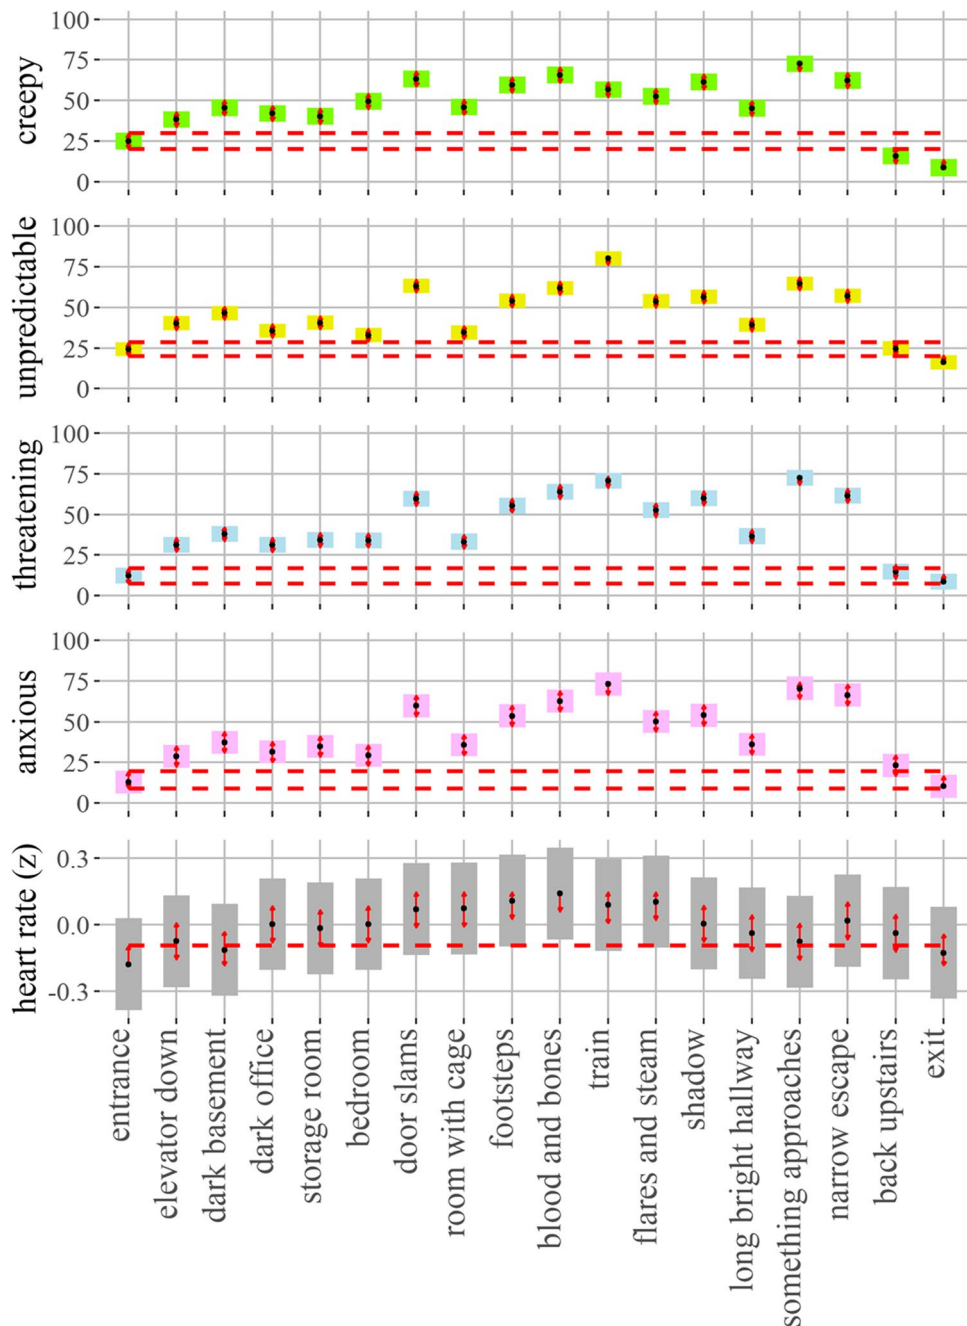 creepy
100
75
50
25
0
unpredictable
100
75
50
25
0
threatening
100
75
50
25
0
anxious
100
75
50
25
0
heart rate (z)
0.3
0.0
-0.3
entrance
elevator down
dark basement
dark office
storage room
bedroom
door slams
room with cage
footsteps
blood and bones
train
flares and steam
shadow
long bright hallway
something approaches
narrow escape
back upstairs
exit